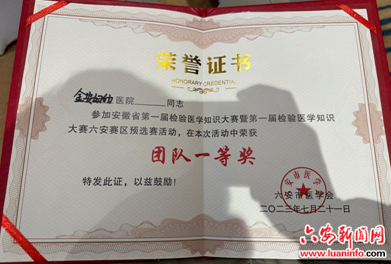 荣誉证书
HONORARY CREDENTIAL
金安妇幼医院 同志
参加安徽省第一届检验医学知识大赛暨第一届检验医学知识
大赛六安赛区预选赛活动，在本次活动中荣获
团队一等奖
特发此证，以兹鼓励！
六安市医学会
二〇二三年七月二十一日
六安新闻网
www.luaninfo.com